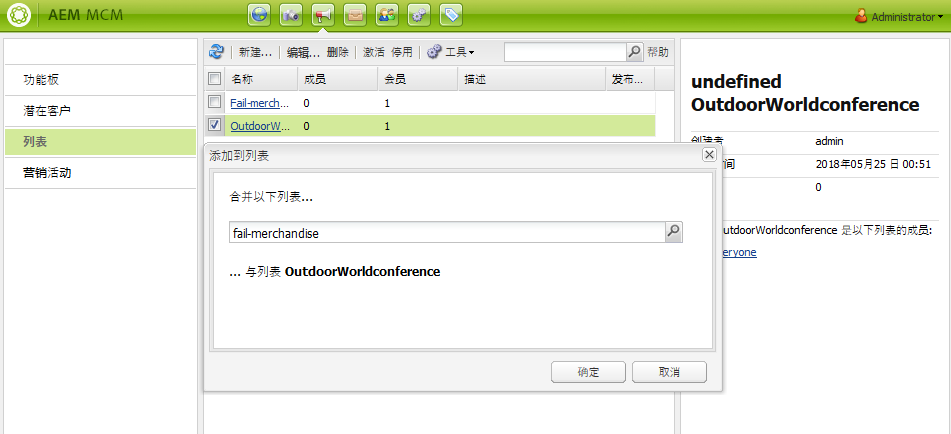 AEM MCM
Administrator
功能板
潜在客户
列表
营销活动
新建... 编辑... 删除 激活 停用 工具 帮助
名称 成员 会员 描述 发布...
Fail-merch... 0 1
OutdoorW... 0 1
添加到列表
合并以下列表...
fail-merchandise
... 与列表 OutdoorWorldconference
确定 取消
undefined
OutdoorWorldconference
创建者 admin
间 2018年05月25日 00:51
0
utdoorWorldconference 是以下列表的成员:
eryone